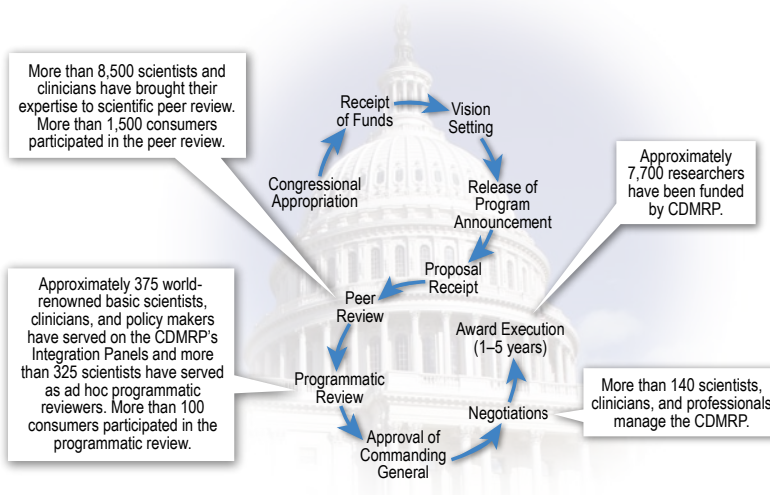 More than 8,500 scientists and
clinicians have brought their
expertise to scientific peer review.
More than 1,500 consumers
participated in the peer review.
Receipt
of Funds
Vision
Setting
Congressional
Appropriation
Release of
Program
Announcement
Approximately
7,700 researchers
have been funded
by CDMRP.
Proposal
Receipt
Peer
Review
Approximately 375 world-
renowned basic scientists,
clinicians, and policy makers
have served on the CDMRP's
Integration Panels and more
than 325 scientists have served
as ad hoc programmatic
reviewers. More than 100
consumers participated in the
programmatic review.
Programmatic
Review
Approval of
Commanding
General
Negotiations
Award Execution
(1–5 years)
More than 140 scientists,
clinicians, and professionals
manage the CDMRP.